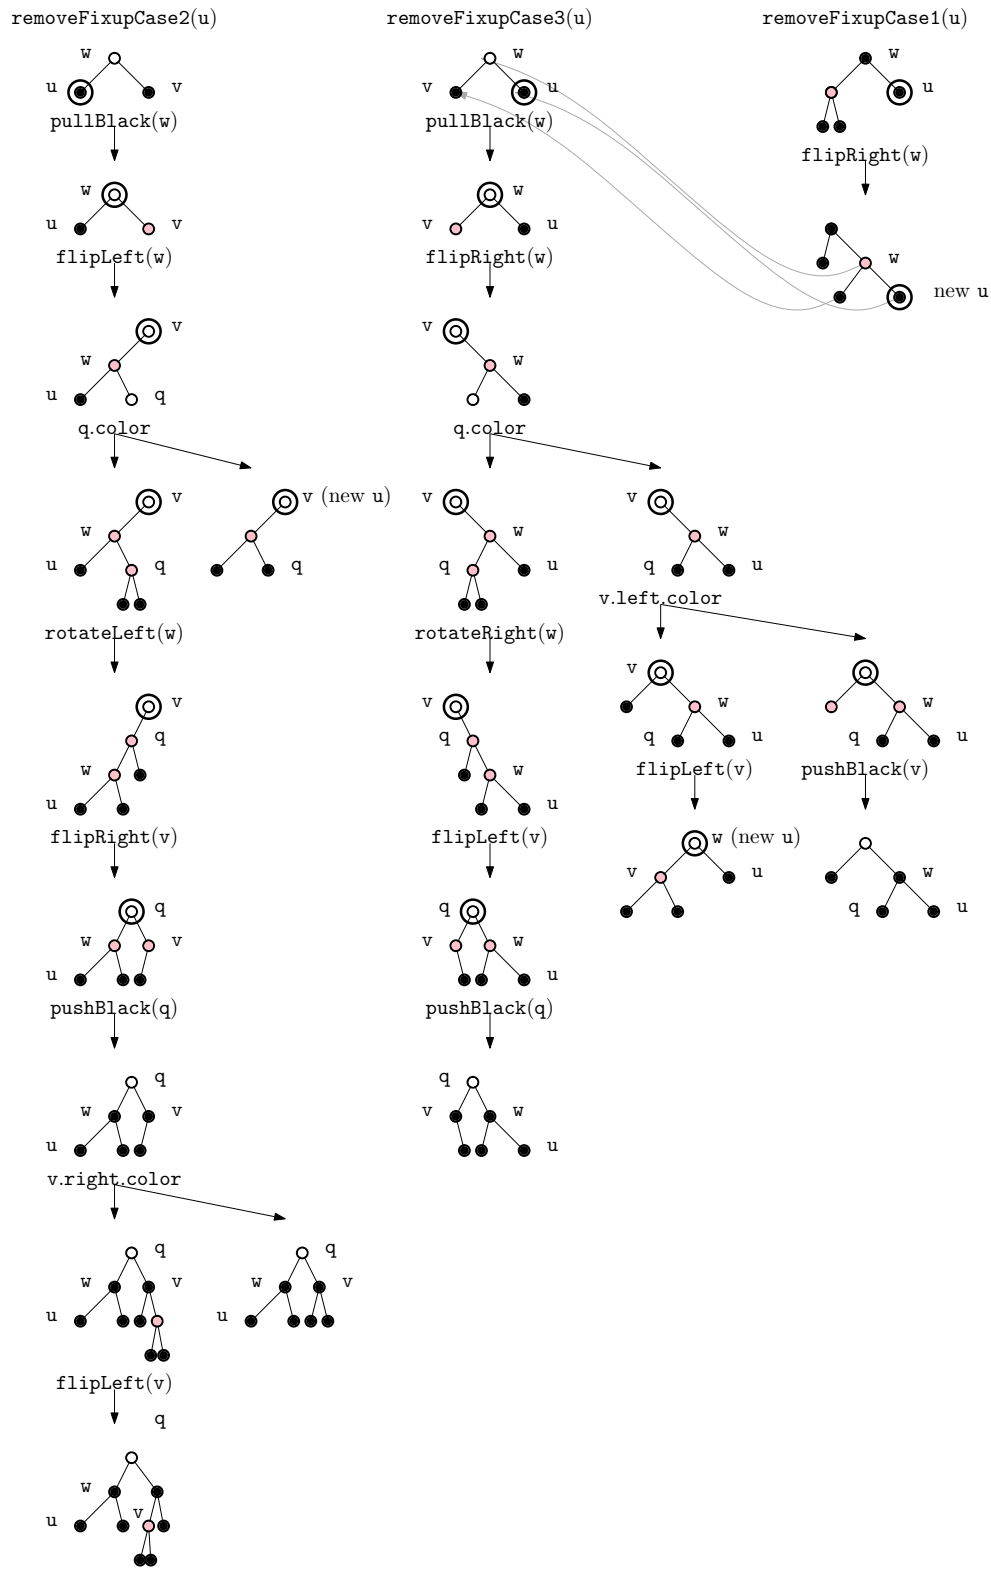 removeFixupCase2(u) removeFixupCase3(u) removeFixupCase1(u)
w w w
u v v u u
pullBlack(w) pullBlack(w)
flipRight(w)
w w
u v v u
flipLeft(w) flipRight(w)
w
new u
v v
w w
u q
q.color q.color
v v (new u) v v
w w w
u q q q u q u
v.left.color
rotateLeft(w) rotateRight(w)
v
v v w
q q q u q u
w w
flipLeft(v) pushBlack(v)
u u
flipRight(v) flipLeft(v)
w (new u)
v u w
q q q u
w v v w
u u
pushBlack(q) pushBlack(q)
q q
w v v w
u u
v.right.color
q q
w v w v
u u
flipLeft(v)
q
w
v
u